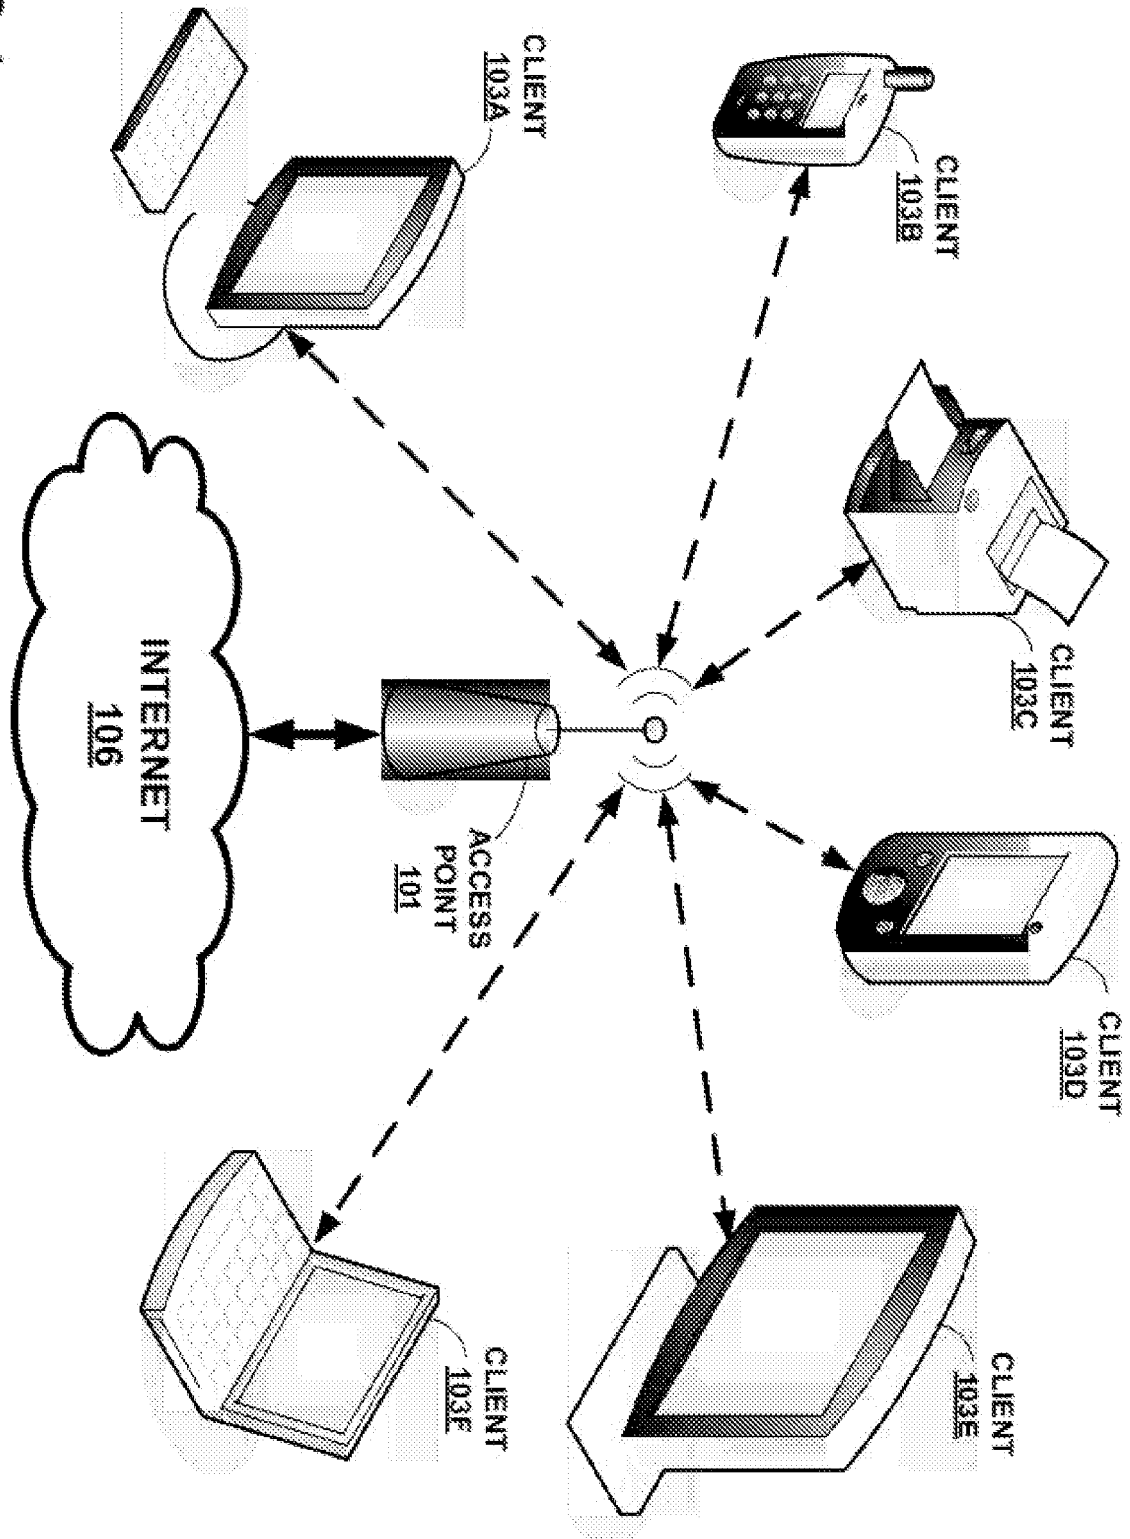 CLIENT
103A
CLIENT
103B
CLIENT
103C
CLIENT
103D
CLIENT
103E
CLIENT
103F
ACCESS
POINT
101
INTERNET
106